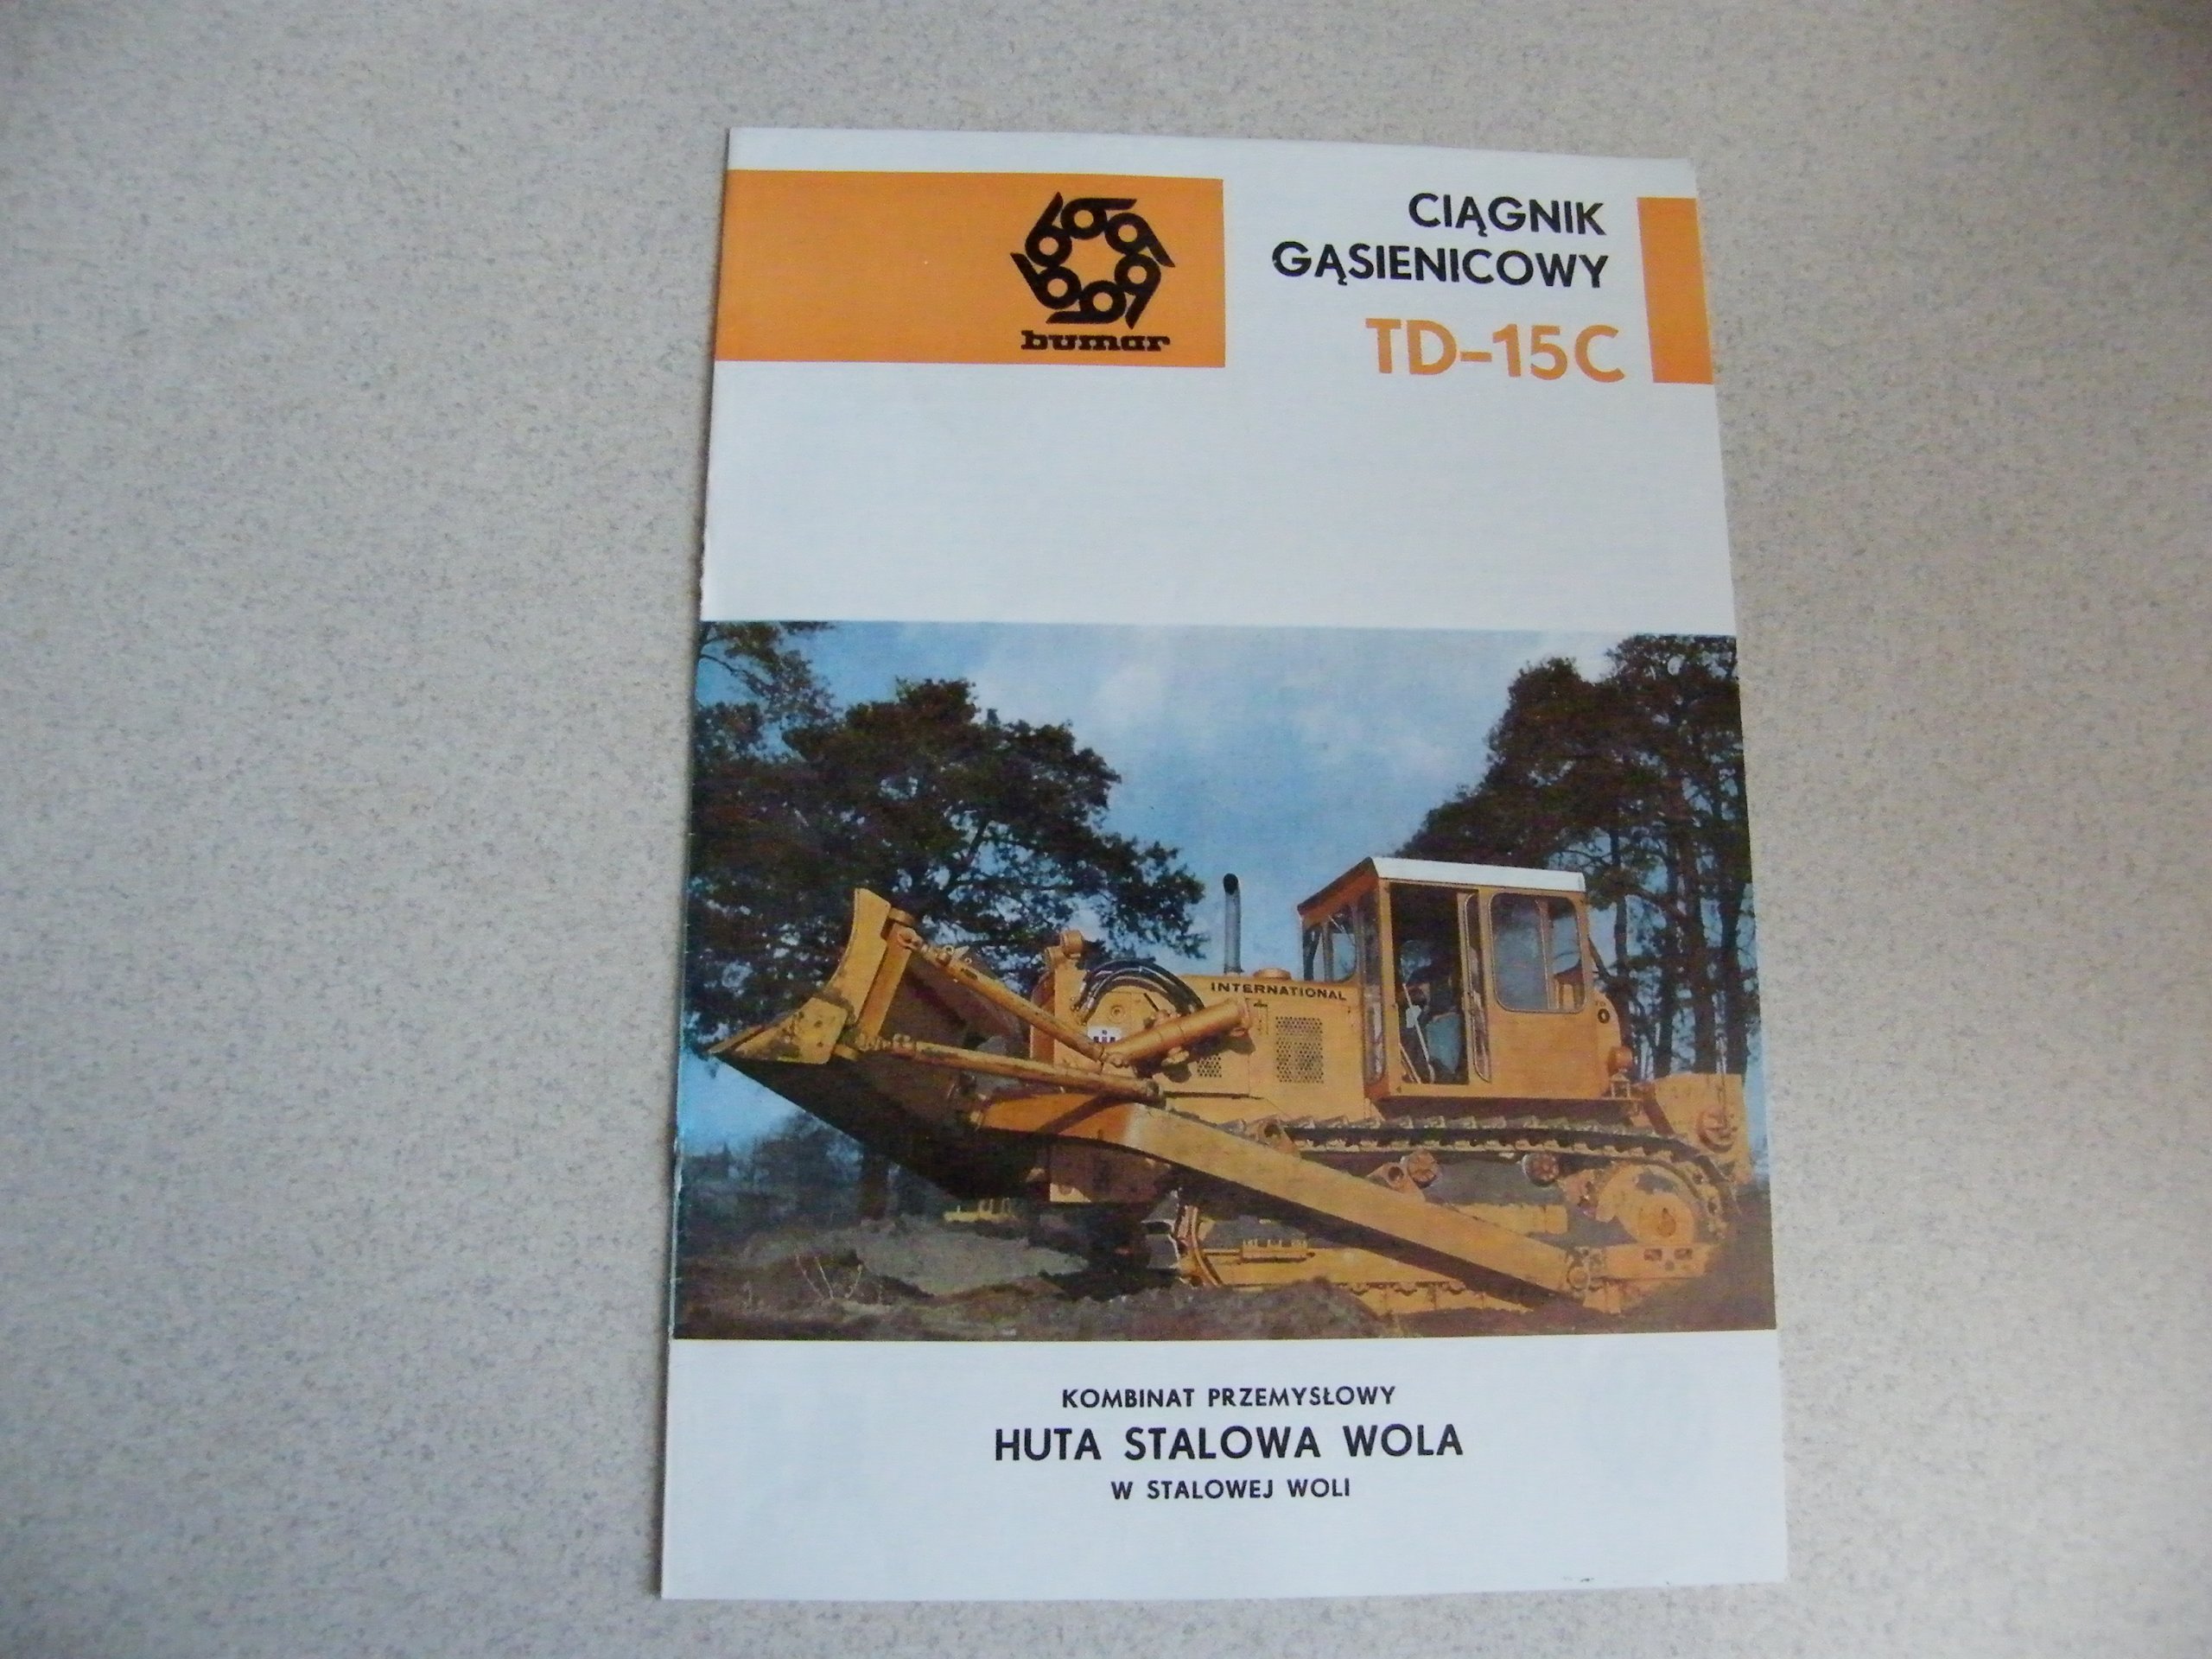 bumar
CIĄGNIK
GĄSIENICOWY
TD-15C
INTERNATIONAL
KOMBINAT PRZEMYSŁOWY
HUTA STALOWA WOLA
W STALOWEJ WOLI